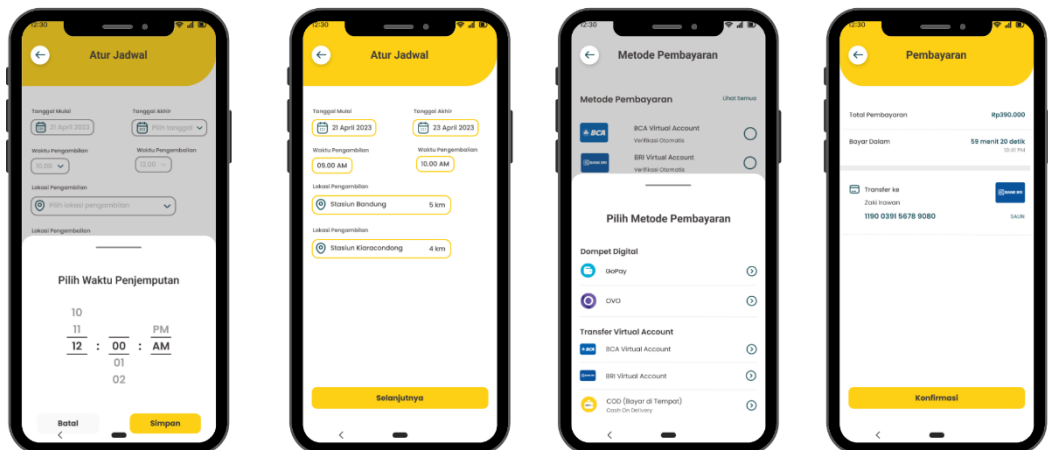 12:30
Atur Jadwal
Tanggal Mulai Tanggal Akhir
21 April 2023 Pilih tanggal
Waktu Pengambilan Waktu Pengembalian
10.00 12.00
Lokasi Pengambilan
Pilih lokasi pengambilan
Lokasi Pengembalian
Pilih Waktu Penjemputan
10
11 PM
12 : 00 : AM
01
02
Batal Simpan
12:30
Atur Jadwal
Tanggal Mulai Tanggal Akhir
21 April 2023 23 April 2023
Waktu Pengambilan Waktu Pengembalian
09.00 AM 10.00 AM
Lokasi Pengambilan
Stasiun Bandung 5 km
Lokasi Pengambilan
Stasiun Kiaracondong 4 km
Selanjutnya
12:30
Metode Pembayaran
Metode Pembayaran Lihat Semua
BCA BCA Virtual Account
Verifikasi Otomatis
BANK BRI BRI Virtual Account
Verifikasi Otomatis
Pilih Metode Pembayaran
Dompet Digital
GoPay
OVO
Transfer Virtual Account
BCA BCA Virtual Account
BRI Virtual Account
COD (Bayar di Tempat)
Cash On Delivery
12:30
Pembayaran
Total Pembayaran Rp390.000
Bayar Dalam 59 menit 20 detik
Transfer ke BANK BRI
Zaki Irawan
1190 0391 5678 9080 SALIN
Konfirmasi